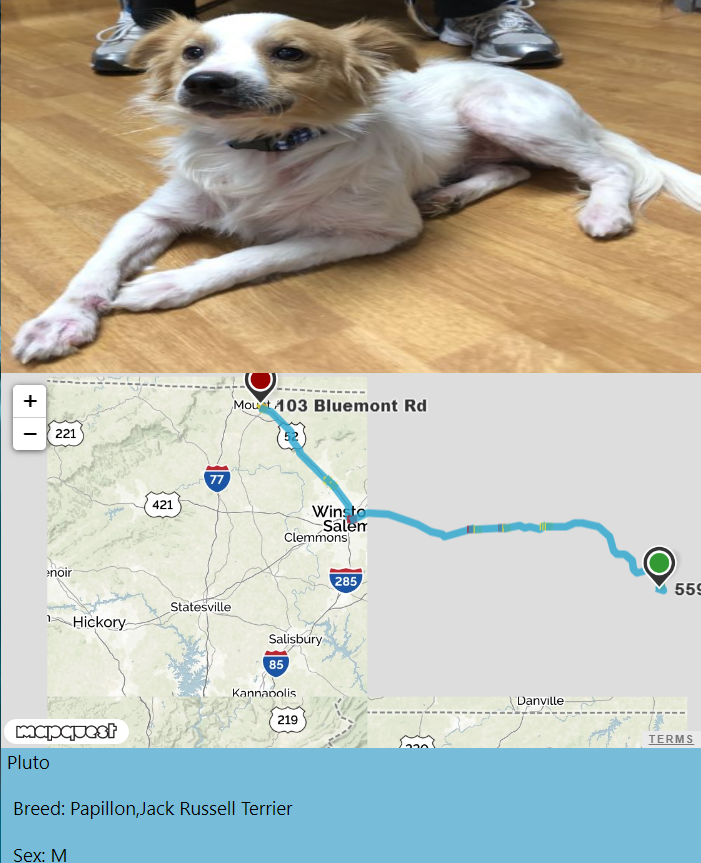 +
103 Bluemont Rd
Mount
221
52
77
421
Winsto
Salem
Clemmons
enoir
285
Statesville
559
Hickory
Salisbury
85
Kannapolis
Danville
219
mapquest
TERMS
220
Pluto
Breed: Papillon,Jack Russell Terrier
Sex: M